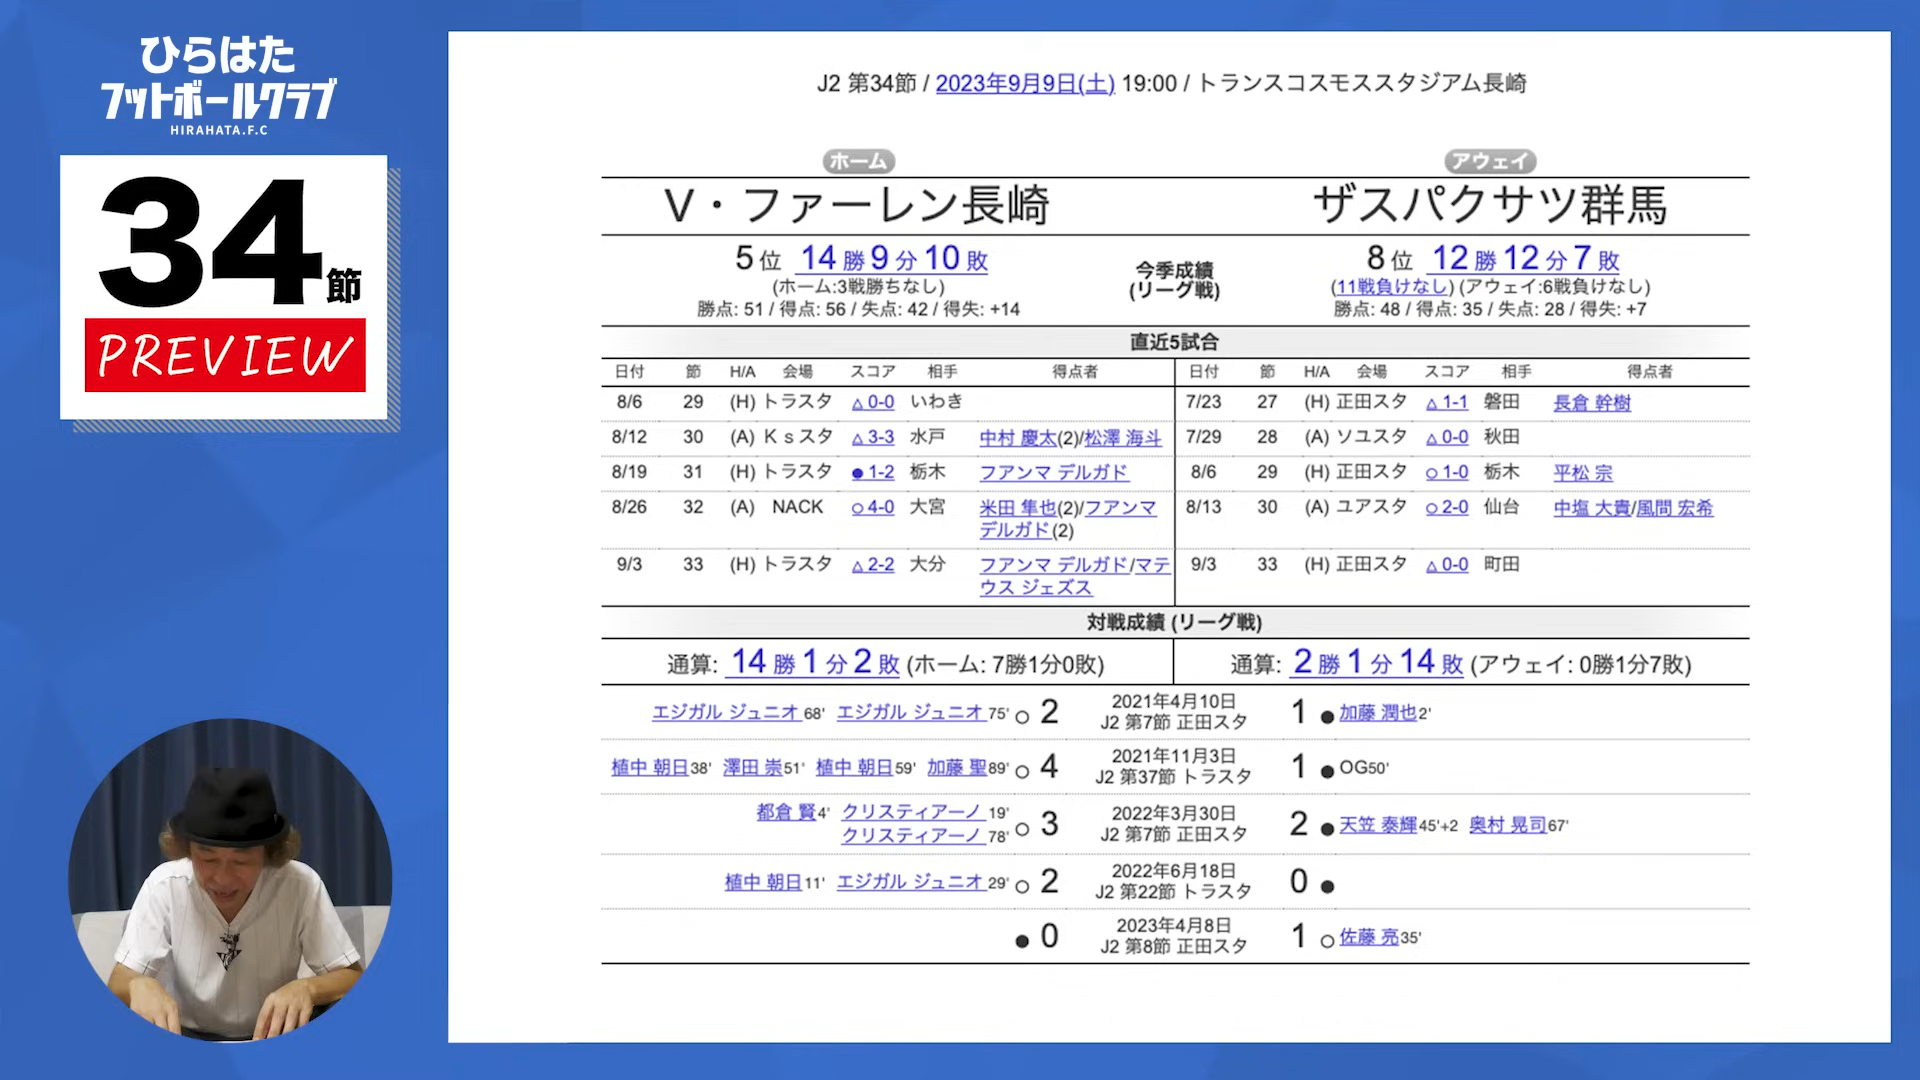 ひらはた
フットボールクラブ
HIRAHATA.F.C
34節
PREVIEW
J2 第34節 / 2023年9月9日(土) 19:00 / トランスコスモススタジアム長崎
ホーム アウェイ
V・ファーレン長崎 ザスパクサツ群馬
5位 14勝9分10敗 今季成績 (リーグ戦) 8位 12勝12分7敗
(ホーム:3戦勝ちなし) (11戦負けなし) (アウェイ:6戦負けなし)
勝点: 51 / 得点: 56 / 失点: 42 / 得失: +14 勝点: 48 / 得点: 35 / 失点: 28 / 得失: +7
直近5試合
日付 節 H/A 会場 スコア 相手 得点者 日付 節 H/A 会場 スコア 相手 得点者
8/6 29 (H) トラスタ △0-0 いわき 7/23 27 (H) 正田スタ △1-1 磐田 長倉 幹樹
8/12 30 (A) Ksスタ △3-3 水戸 中村 慶太(2)/松澤 海斗 7/29 28 (A) ソユスタ △0-0 秋田
8/19 31 (H) トラスタ ●1-2 栃木 フアンマ デルガド 8/6 29 (H) 正田スタ ○1-0 栃木 平松 宗
8/26 32 (A) NACK ○4-0 大宮 米田 隼也(2)/フアンマ デルガド(2) 8/13 30 (A) ユアスタ ○2-0 仙台 中塩 大貴/風間 宏希
9/3 33 (H) トラスタ △2-2 大分 フアンマ デルガド/マテウス ジェズス 9/3 33 (H) 正田スタ △0-0 町田
対戦成績 (リーグ戦)
通算: 14勝1分2敗 (ホーム: 7勝1分0敗) 通算: 2勝1分14敗 (アウェイ: 0勝1分7敗)
エジガル ジュニオ 68' エジガル ジュニオ 75' ○ 2 2021年4月10日 J2 第7節 正田スタ 1 ● 加藤 潤也2'
植中 朝日38' 澤田 崇51' 植中 朝日59' 加藤 聖89' ○ 4 2021年11月3日 J2 第37節 トラスタ 1 ● OG50'
都倉 賢4' クリスティアーノ 19' クリスティアーノ 78' ○ 3 2022年3月30日 J2 第7節 正田スタ 2 ● 天笠 泰輝45'+2 奥村 晃司67'
植中 朝日11' エジガル ジュニオ 29' ○ 2 2022年6月18日 J2 第22節 トラスタ 0 ●
● 0 2023年4月8日 J2 第8節 正田スタ 1 ○ 佐藤 亮35'